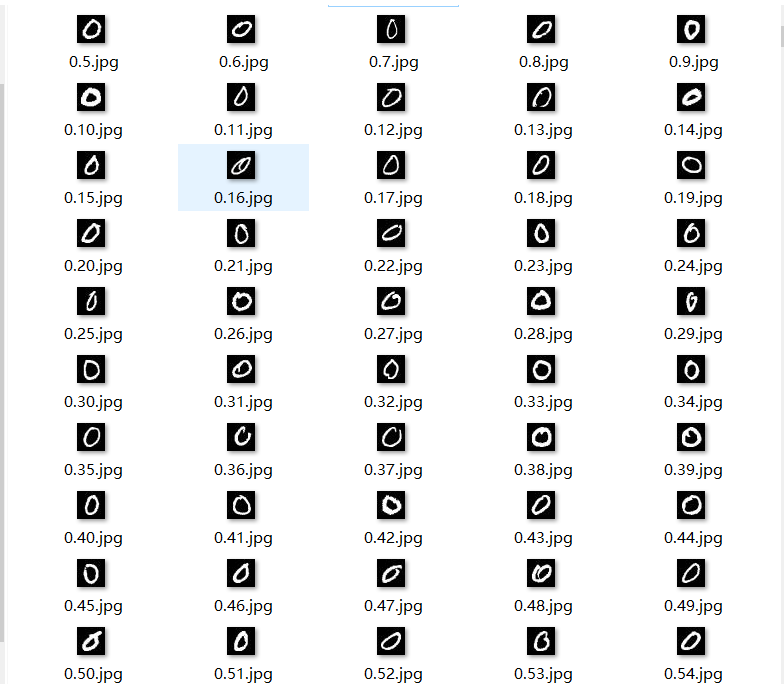 0.5.jpg 0.6.jpg 0.7.jpg 0.8.jpg 0.9.jpg
0.10.jpg 0.11.jpg 0.12.jpg 0.13.jpg 0.14.jpg
0.15.jpg 0.16.jpg 0.17.jpg 0.18.jpg 0.19.jpg
0.20.jpg 0.21.jpg 0.22.jpg 0.23.jpg 0.24.jpg
0.25.jpg 0.26.jpg 0.27.jpg 0.28.jpg 0.29.jpg
0.30.jpg 0.31.jpg 0.32.jpg 0.33.jpg 0.34.jpg
0.35.jpg 0.36.jpg 0.37.jpg 0.38.jpg 0.39.jpg
0.40.jpg 0.41.jpg 0.42.jpg 0.43.jpg 0.44.jpg
0.45.jpg 0.46.jpg 0.47.jpg 0.48.jpg 0.49.jpg
0.50.jpg 0.51.jpg 0.52.jpg 0.53.jpg 0.54.jpg